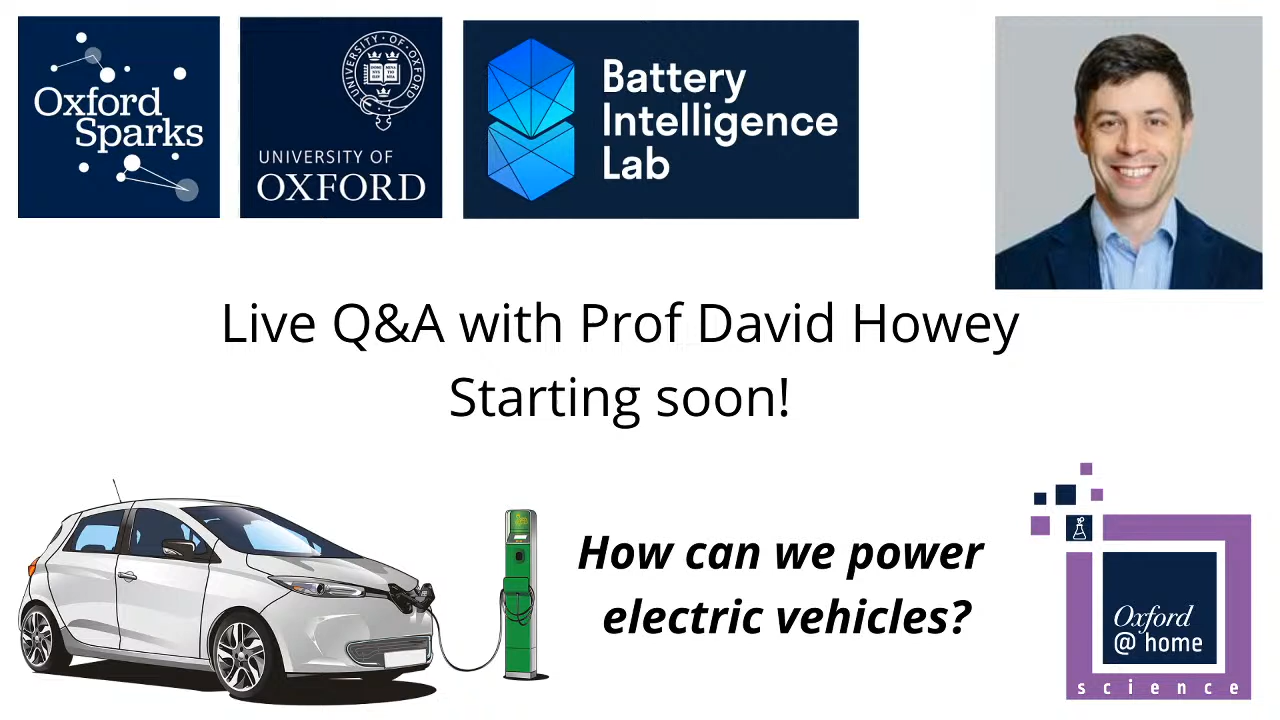 Oxford
Sparks
UNIVERSITY OF
OXFORD
Battery
Intelligence
Lab
Live Q&A with Prof David Howey
Starting soon!
How can we power
electric vehicles?
Oxford
@ home
science